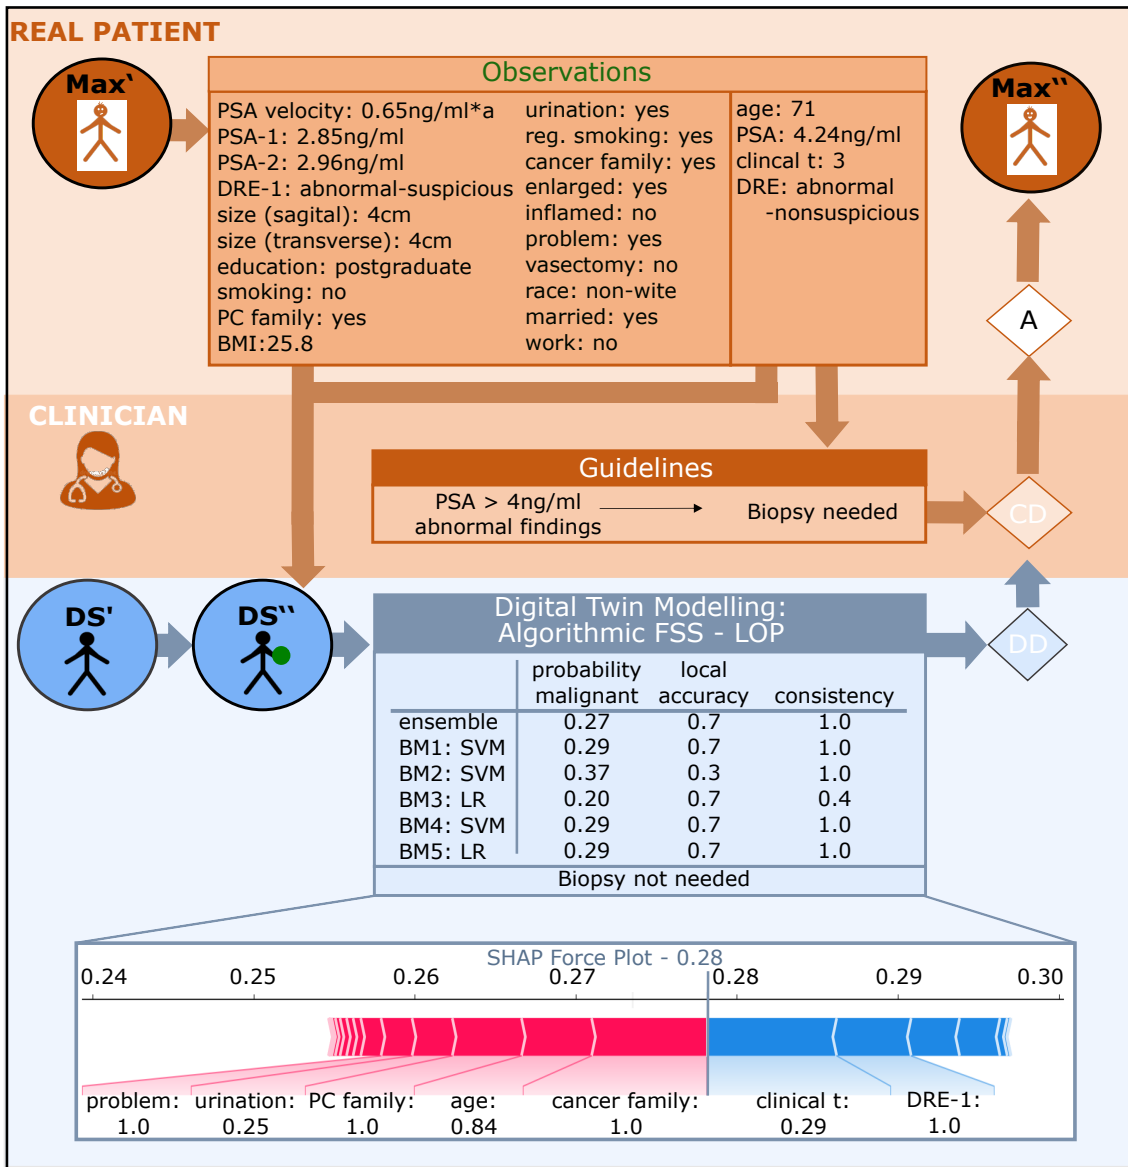 REAL PATIENT
Max‘
Observations
PSA velocity: 0.65ng/ml*a
PSA-1: 2.85ng/ml
PSA-2: 2.96ng/ml
DRE-1: abnormal-suspicious
size (sagital): 4cm
size (transverse): 4cm
education: postgraduate
smoking: no
PC family: yes
BMI:25.8
urination: yes
reg. smoking: yes
cancer family: yes
enlarged: yes
inflamed: no
problem: yes
vasectomy: no
race: non-wite
married: yes
work: no
age: 71
PSA: 4.24ng/ml
clincal t: 3
DRE: abnormal
-nonsuspicious
Max‘‘
A
CLINICIAN
Guidelines
PSA > 4ng/ml
abnormal findings
Biopsy needed
CD
DS'
DS‘‘
Digital Twin Modelling:
Algorithmic FSS - LOP
probability malignant local accuracy consistency
ensemble 0.27 0.7 1.0
BM1: SVM 0.29 0.7 1.0
BM2: SVM 0.37 0.3 1.0
BM3: LR 0.20 0.7 0.4
BM4: SVM 0.29 0.7 1.0
BM5: LR 0.29 0.7 1.0
Biopsy not needed
DD
SHAP Force Plot - 0.28
0.24 0.25 0.26 0.27 0.28 0.29 0.30
problem: urination: PC family: age: cancer family: clinical t: DRE-1:
1.0 0.25 1.0 0.84 1.0 0.29 1.0